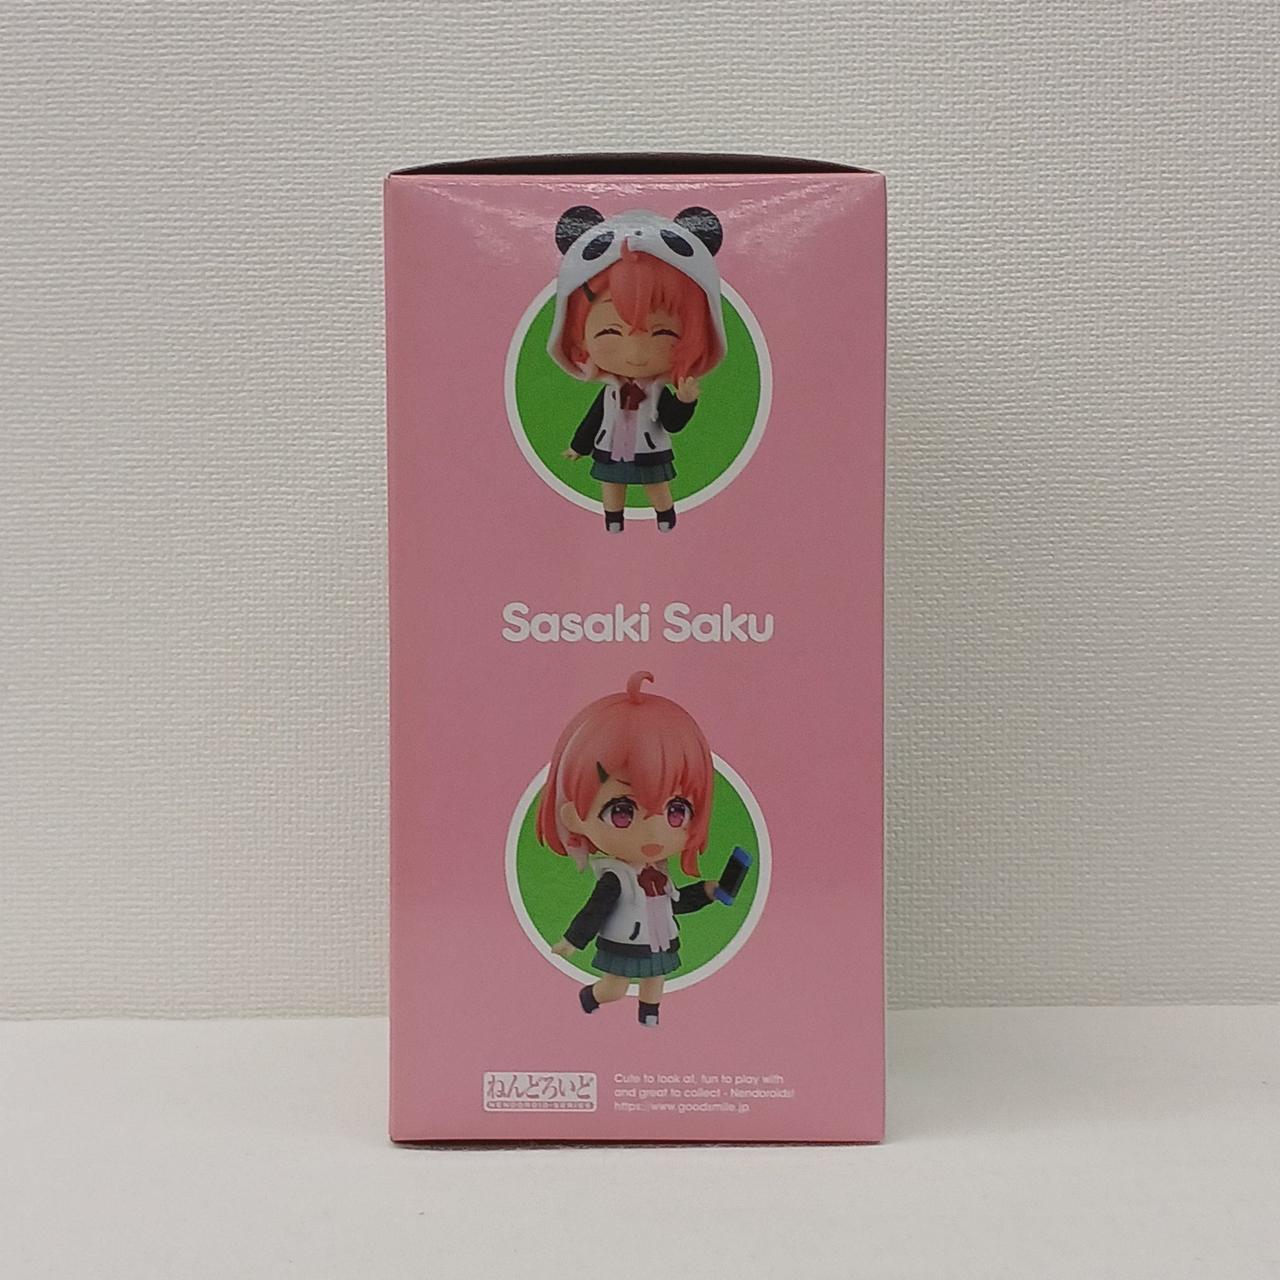 Sasaki Saku
ねんどろいど
NENDOROID-SERIES
Cute to look at, fun to play with
and great to collect - Nendoroids!
https://www.goodsmile.jp